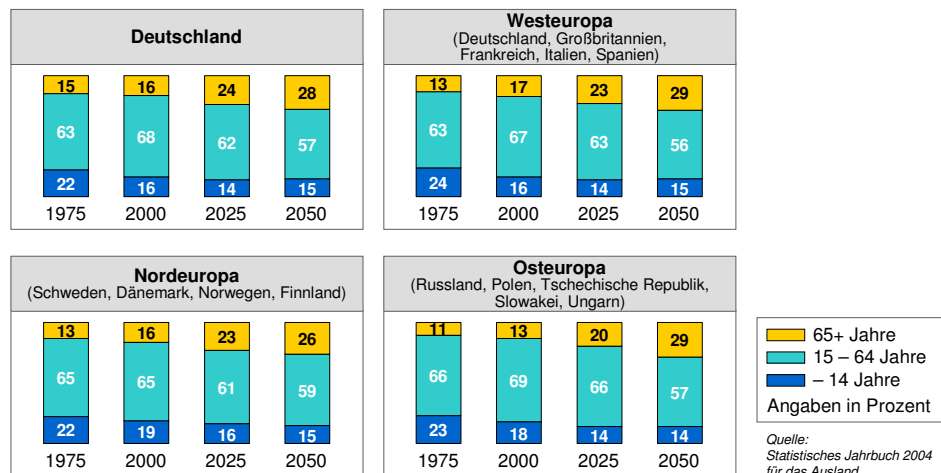 Deutschland
15 16 24 28
63 68 62 57
22 16 14 15
1975 2000 2025 2050
Westeuropa
(Deutschland, Großbritannien,
Frankreich, Italien, Spanien)
13 17 23 29
63 67 63 56
24 16 14 15
1975 2000 2025 2050
Nordeuropa
(Schweden, Dänemark, Norwegen, Finnland)
13 16 23 26
65 65 61 59
22 19 16 15
1975 2000 2025 2050
Osteuropa
(Russland, Polen, Tschechische Republik,
Slowakei, Ungarn)
11 13 20 29
66 69 66 57
23 18 14 14
1975 2000 2025 2050
65+ Jahre
15 – 64 Jahre
– 14 Jahre
Angaben in Prozent
Quelle:
Statistisches Jahrbuch 2004
für das Ausland